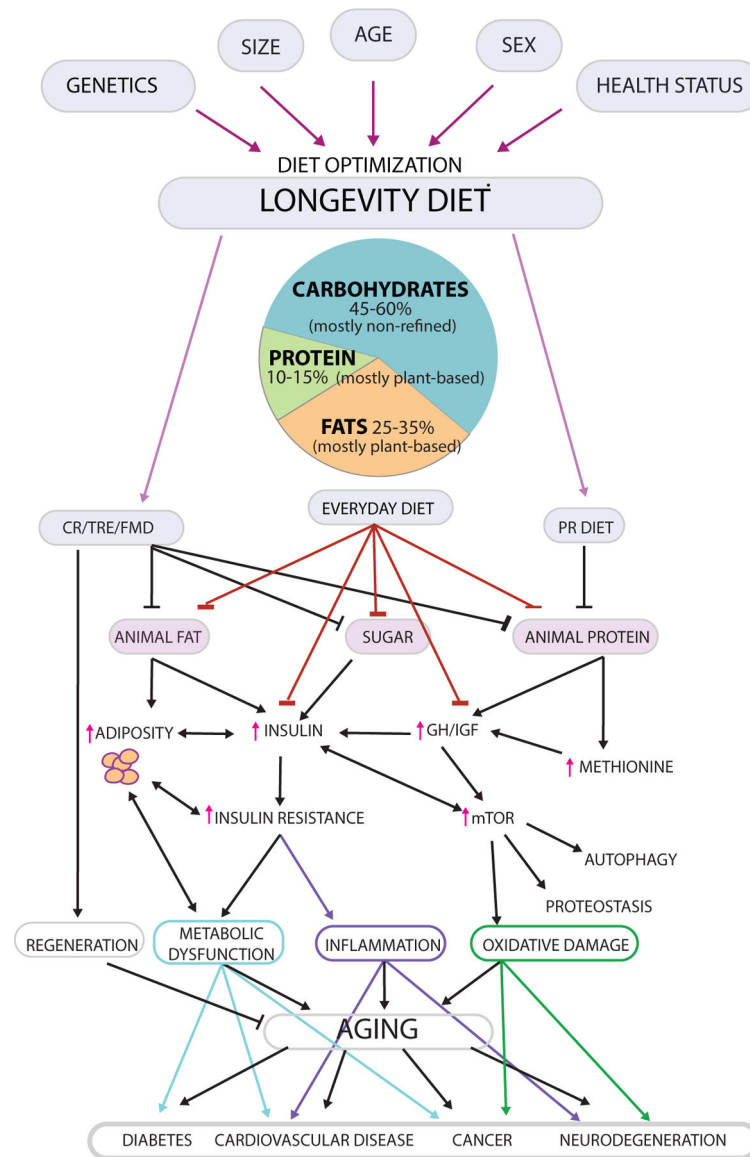 GENETICS
SIZE
AGE
SEX
HEALTH STATUS
DIET OPTIMIZATION
LONGEVITY DIET
CARBOHYDRATES
45-60%
(mostly non-refined)
PROTEIN
10-15% (mostly plant-based)
FATS 25-35%
(mostly plant-based)
CR/TRE/FMD
EVERYDAY DIET
PR DIET
ANIMAL FAT
SUGAR
ANIMAL PROTEIN
ADIPOSITY
INSULIN
GH/IGF
METHIONINE
INSULIN RESISTANCE
mTOR
AUTOPHAGY
PROTEOSTASIS
REGENERATION
METABOLIC
DYSFUNCTION
INFLAMMATION
OXIDATIVE DAMAGE
AGING
DIABETES
CARDIOVASCULAR DISEASE
CANCER
NEURODEGENERATION